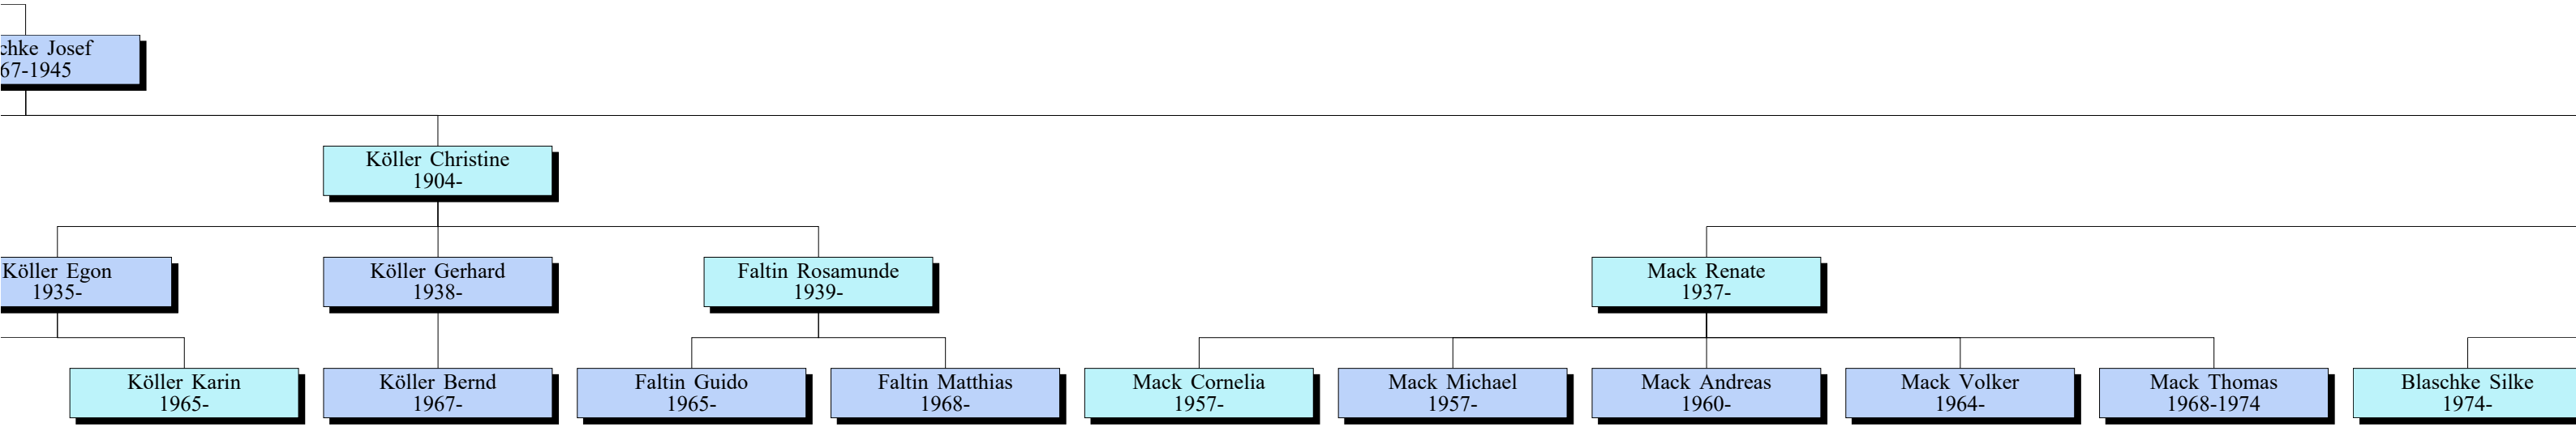 chke Josef
67-1945
Köller Christine
1904-
Köller Egon
1935-
Köller Gerhard
1938-
Faltin Rosamunde
1939-
Mack Renate
1937-
Köller Karin
1965-
Köller Bernd
1967-
Faltin Guido
1965-
Faltin Matthias
1968-
Mack Cornelia
1957-
Mack Michael
1957-
Mack Andreas
1960-
Mack Volker
1964-
Mack Thomas
1968-1974
Blaschke Silke
1974-